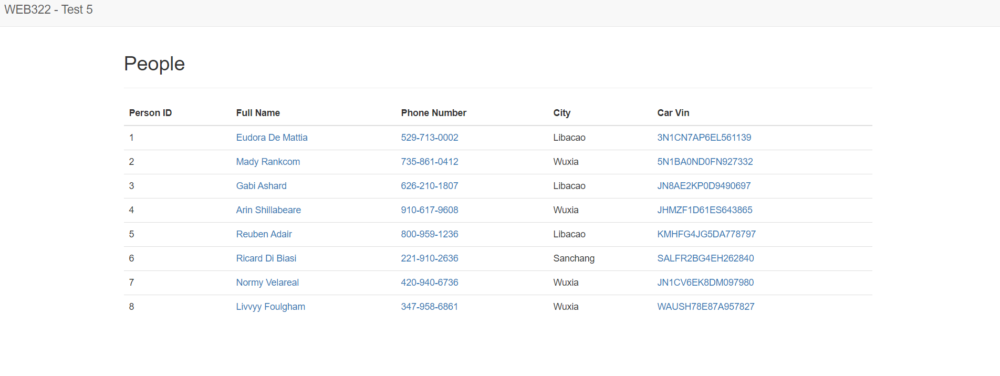 WEB322 - Test 5
People
Person ID Full Name Phone Number City Car Vin
1 Eudora De Mattia 529-713-0002 Libacao 3N1CN7AP6EL561139
2 Mady Rankcom 735-861-0412 Wuxia 5N1BA0ND0FN927332
3 Gabi Ashard 626-210-1807 Libacao JN8AE2KP0D9490697
4 Arin Shillabeare 910-617-9608 Wuxia JHMZF1D61ES643865
5 Reuben Adair 800-959-1236 Libacao KMHFG4JG5DA778797
6 Ricard Di Biasi 221-910-2636 Sanchang SALFR2BG4EH262840
7 Normy Velareal 420-940-6736 Wuxia JN1CV6EK8DM097980
8 Livvyy Foulgham 347-958-6861 Wuxia WAUSH78E87A957827